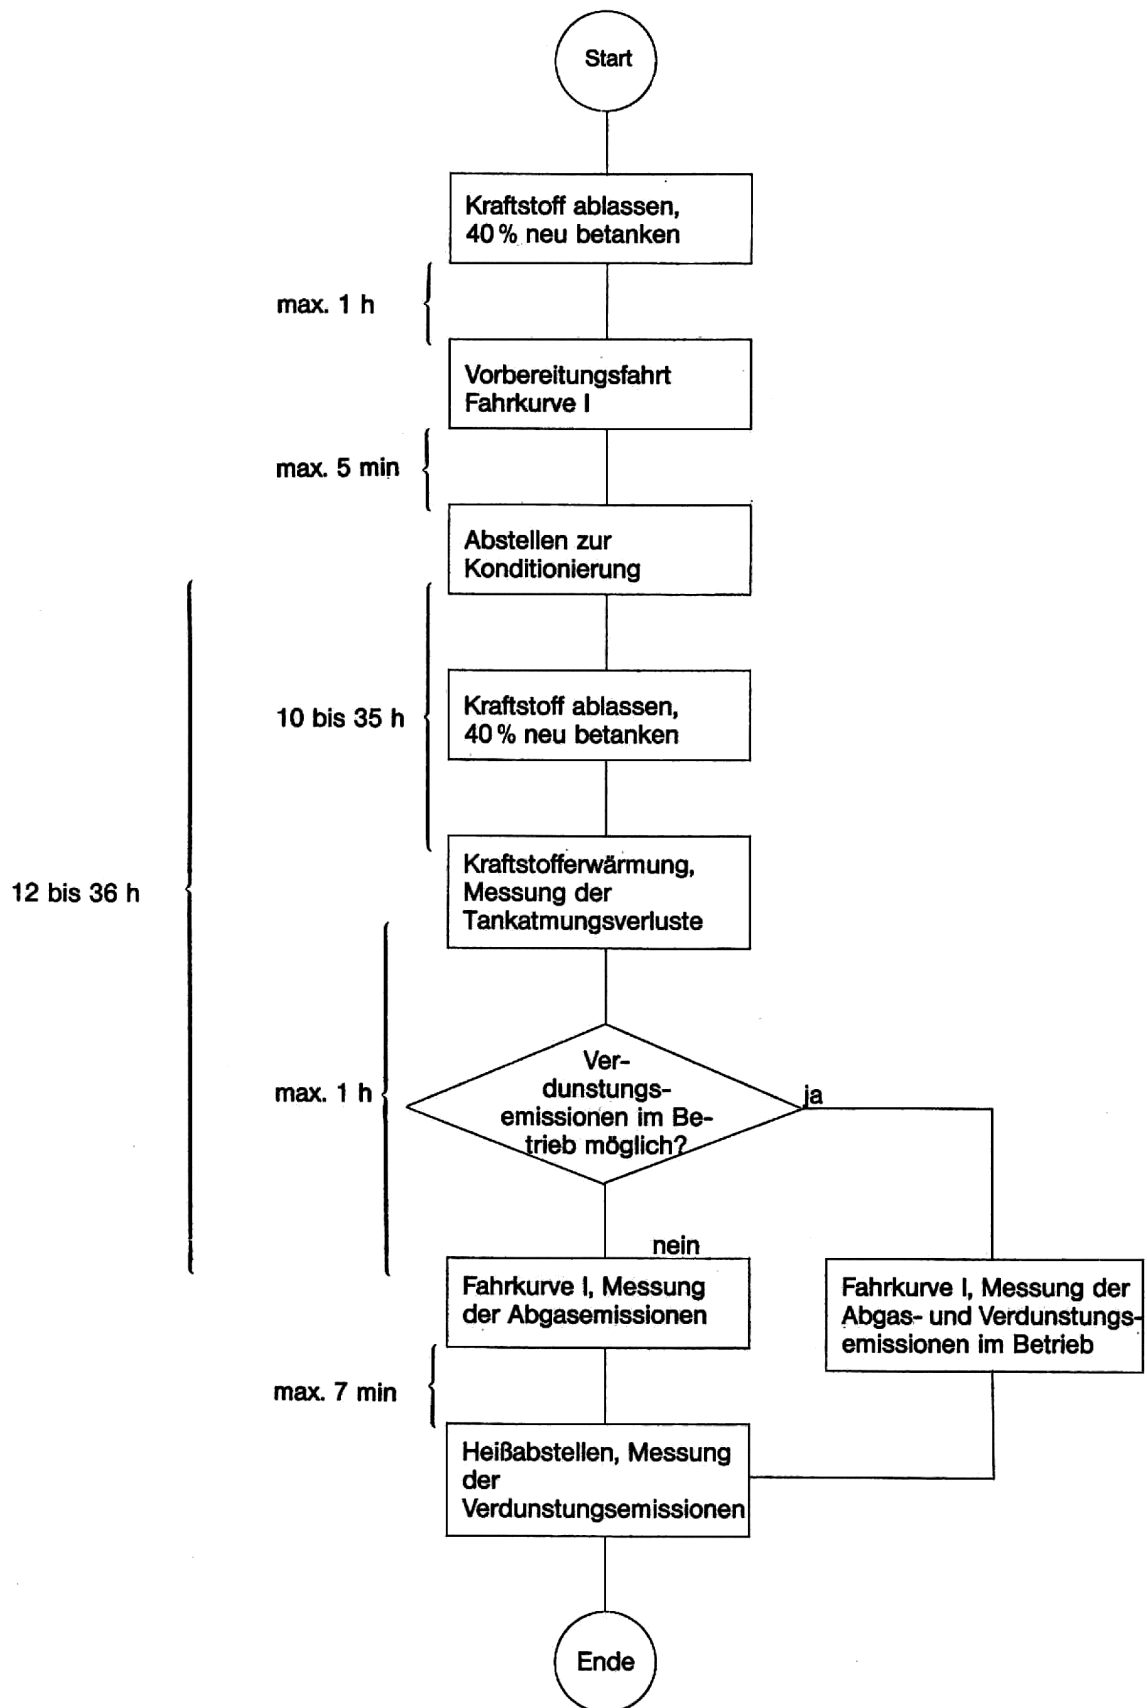 Start
Kraftstoff ablassen,
40 % neu betanken
max. 1 h
Vorbereitungsfahrt
Fahrkurve I
max. 5 min
Abstellen zur
Konditionierung
10 bis 35 h
Kraftstoff ablassen,
40 % neu betanken
12 bis 36 h
Kraftstofferwärmung,
Messung der
Tankatmungsverluste
max. 1 h
Ver-
dunstungs-
emissionen im Be-
trieb möglich?
ja
nein
Fahrkurve I, Messung
der Abgasemissionen
Fahrkurve I, Messung der
Abgas- und Verdunstungs-
emissionen im Betrieb
max. 7 min
Heißabstellen, Messung
der
Verdunstungsemissionen
Ende